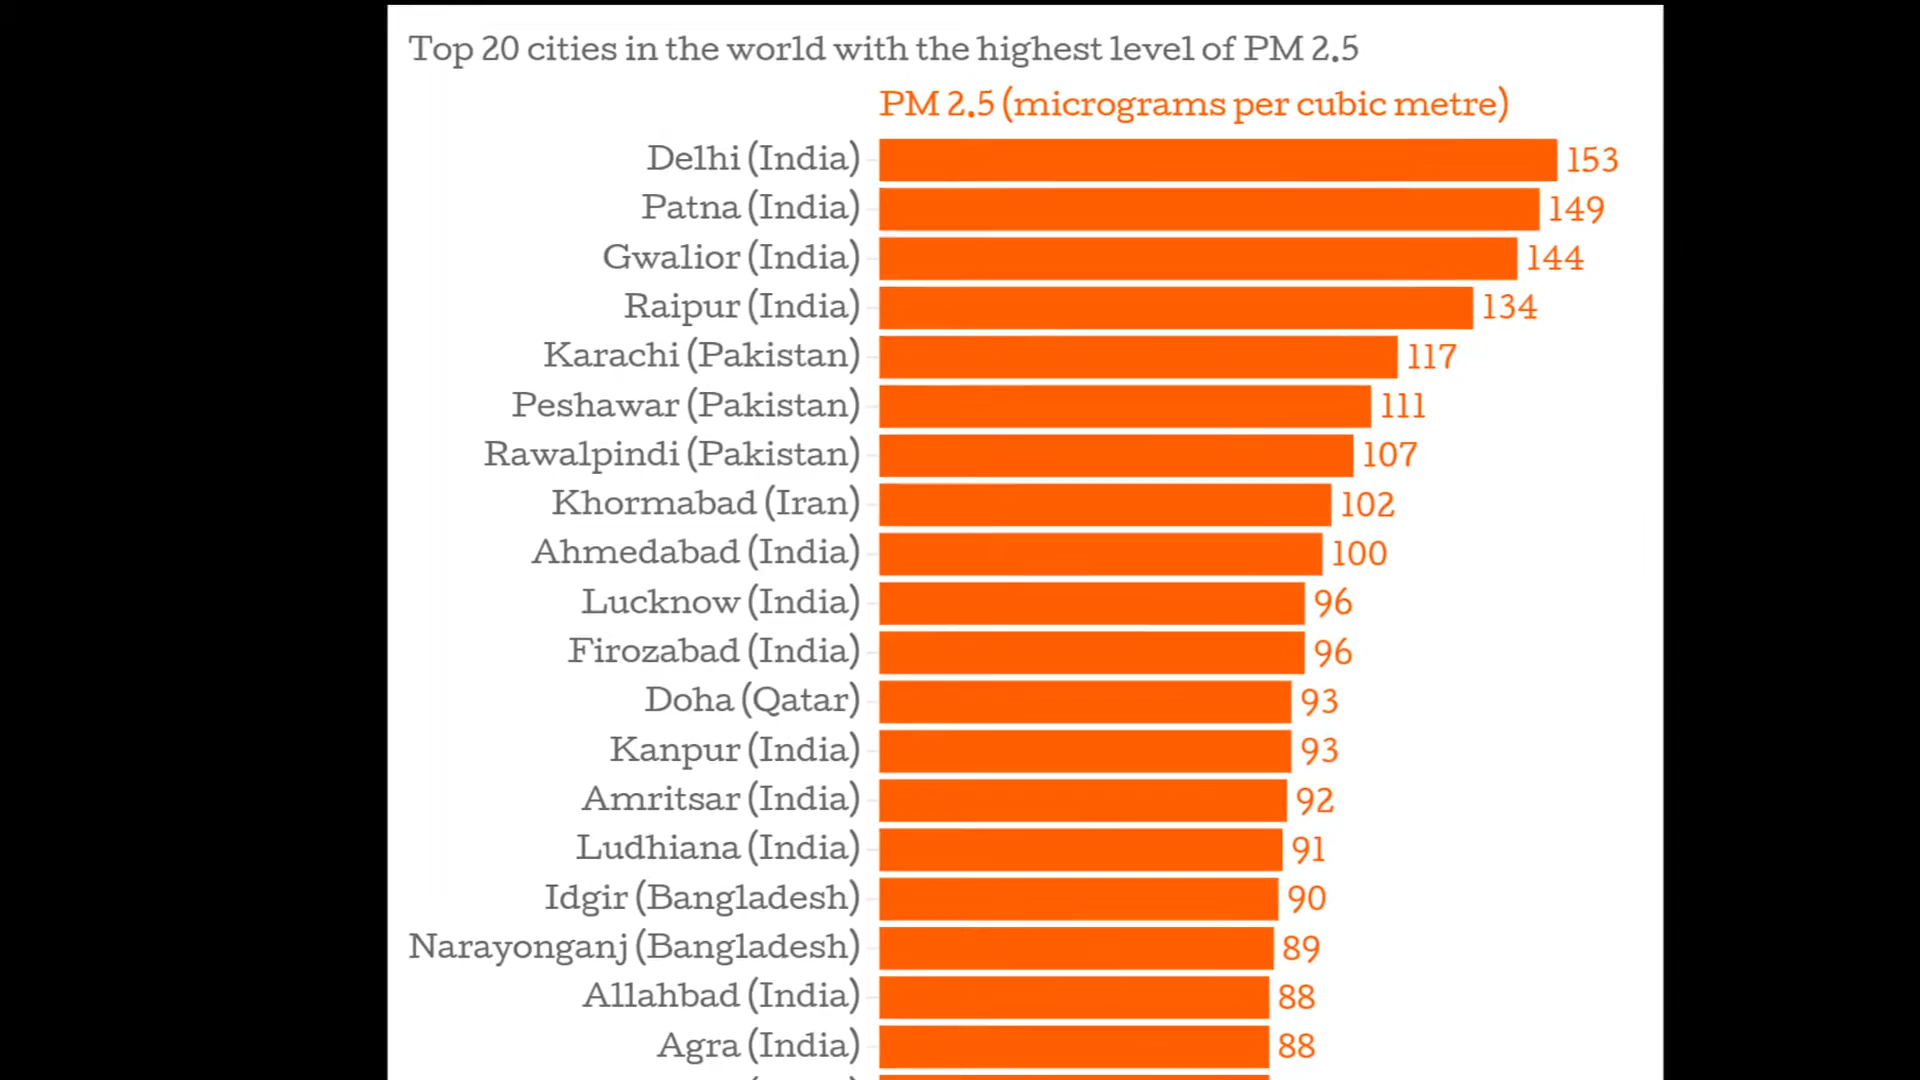 Top 20 cities in the world with the highest level of PM 2.5
PM 2.5 (micrograms per cubic metre)
Delhi (India) 153
Patna (India) 149
Gwalior (India) 144
Raipur (India) 134
Karachi (Pakistan) 117
Peshawar (Pakistan) 111
Rawalpindi (Pakistan) 107
Khormabad (Iran) 102
Ahmedabad (India) 100
Lucknow (India) 96
Firozabad (India) 96
Doha (Qatar) 93
Kanpur (India) 93
Amritsar (India) 92
Ludhiana (India) 91
Idgir (Bangladesh) 90
Narayonganj (Bangladesh) 89
Allahbad (India) 88
Agra (India) 88